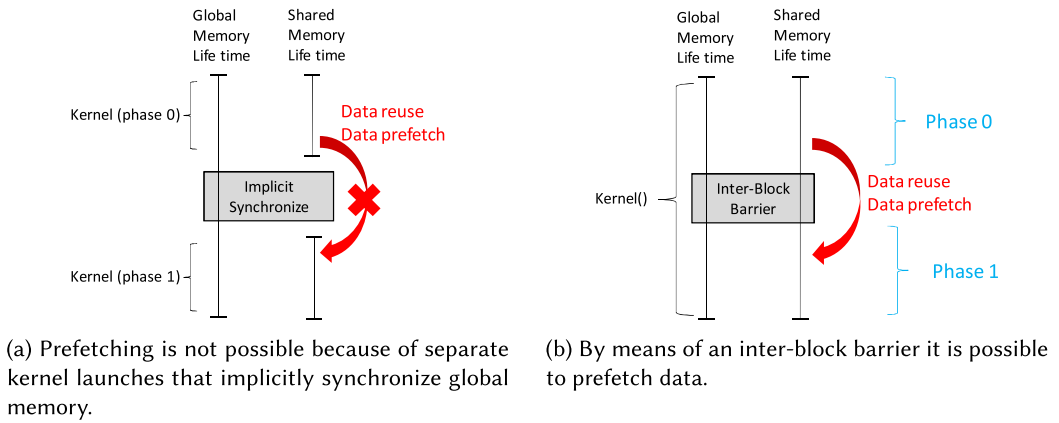 Global
Memory
Life time
Shared
Memory
Life time
Kernel (phase 0)
Data reuse
Data prefetch
Implicit
Synchronize
Kernel (phase 1)
(a) Prefetching is not possible because of separate
kernel launches that implicitly synchronize global
memory.
Global
Memory
Life time
Shared
Memory
Life time
Phase 0
Kernel()
Inter-Block
Barrier
Data reuse
Data prefetch
Phase 1
(b) By means of an inter-block barrier it is possible
to prefetch data.